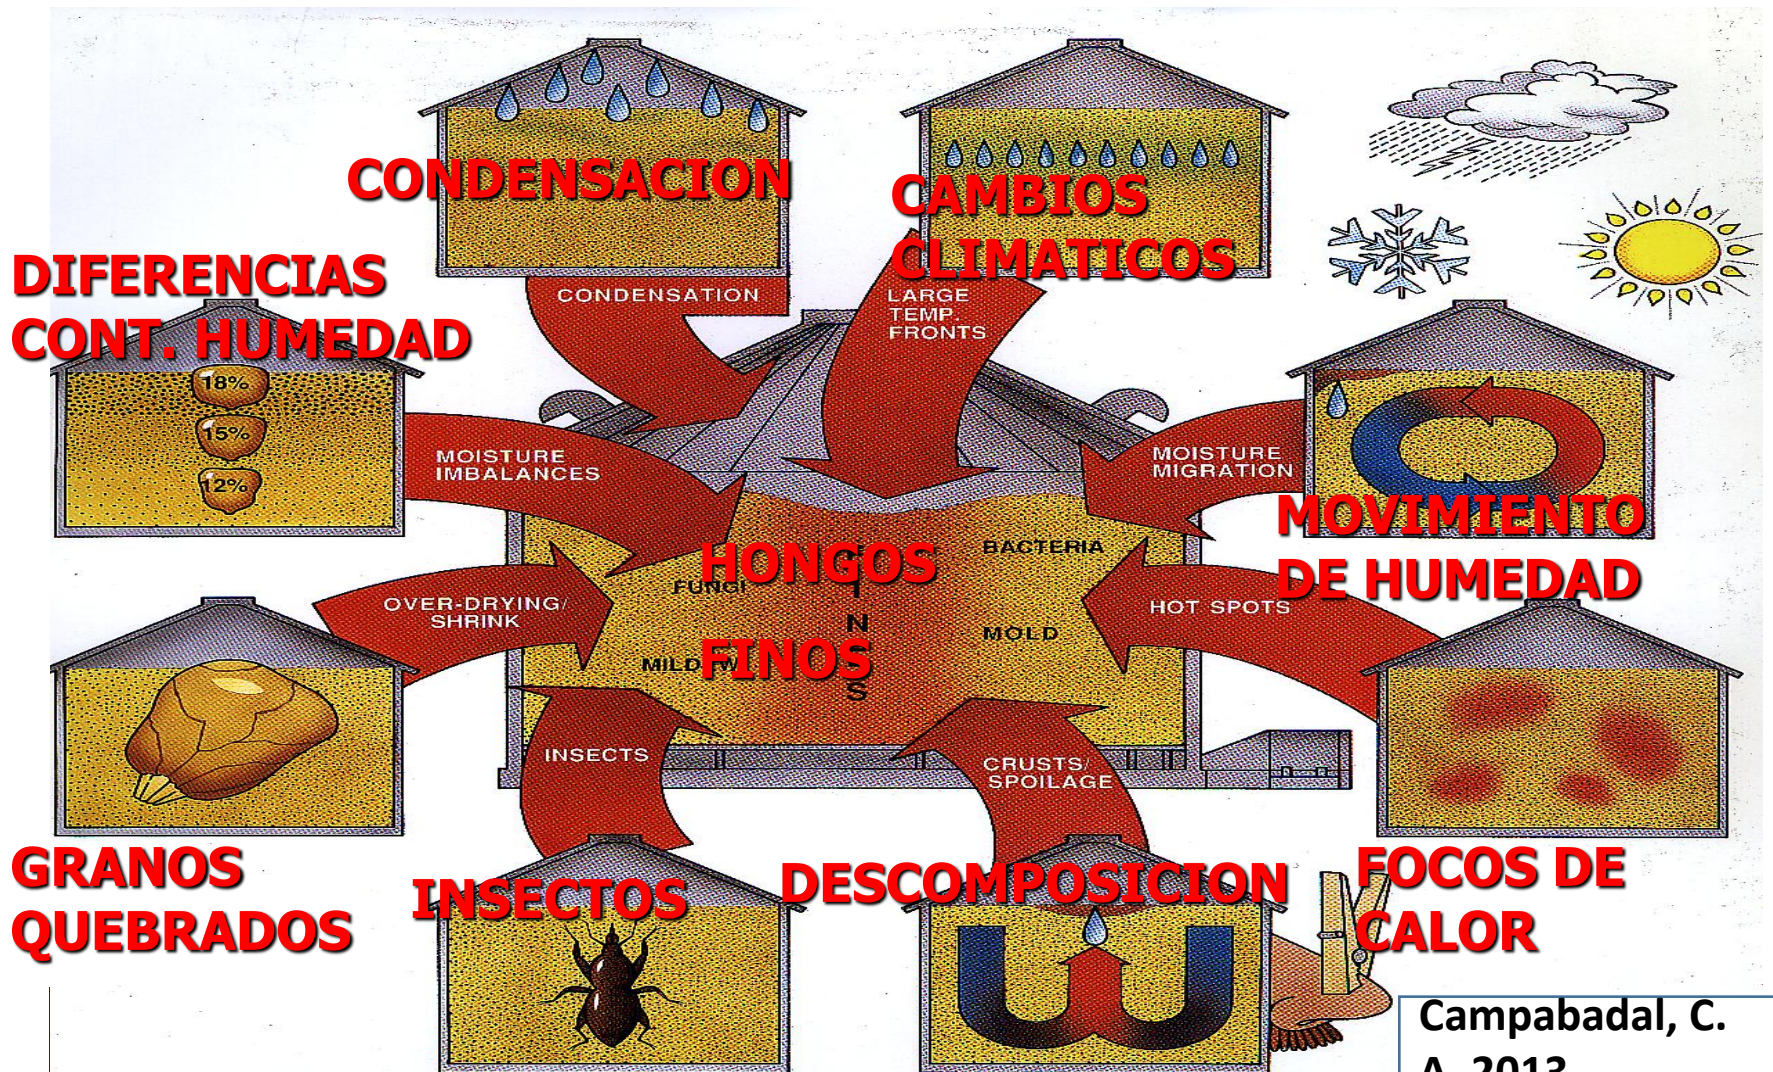 CONDENSACION
CAMBIOS
CLIMATICOS
DIFERENCIAS
CONT. HUMEDAD
CONDENSATION
LARGE
TEMP.
FRONTS
18%
15%
12%
MOISTURE
IMBALANCES
MOISTURE
MIGRATION
MOVIMIENTO
DE HUMEDAD
HONGOS
FINOS
FUNGI
BACTERIA
MOLD
OVER-DRYING/
SHRINK
HOT SPOTS
INSECTS
CRUSTS/
SPOILAGE
GRANOS
QUEBRADOS
INSECTOS
DESCOMPOSICION
FOCOS DE
CALOR
Campabadal, C.
A. 2013